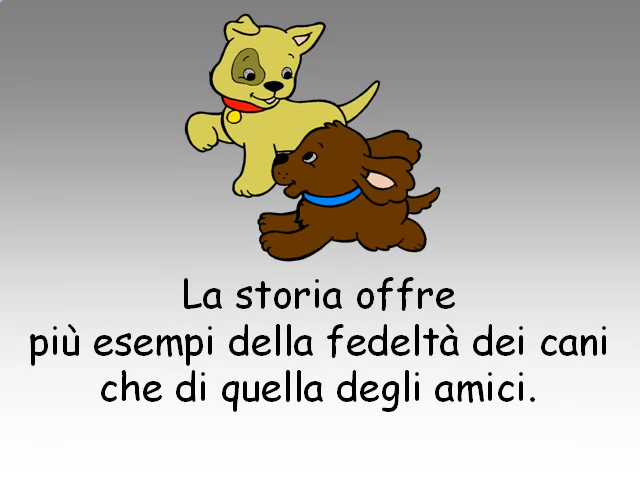 La storia offre
più esempi della fedeltà dei cani
che di quella degli amici.